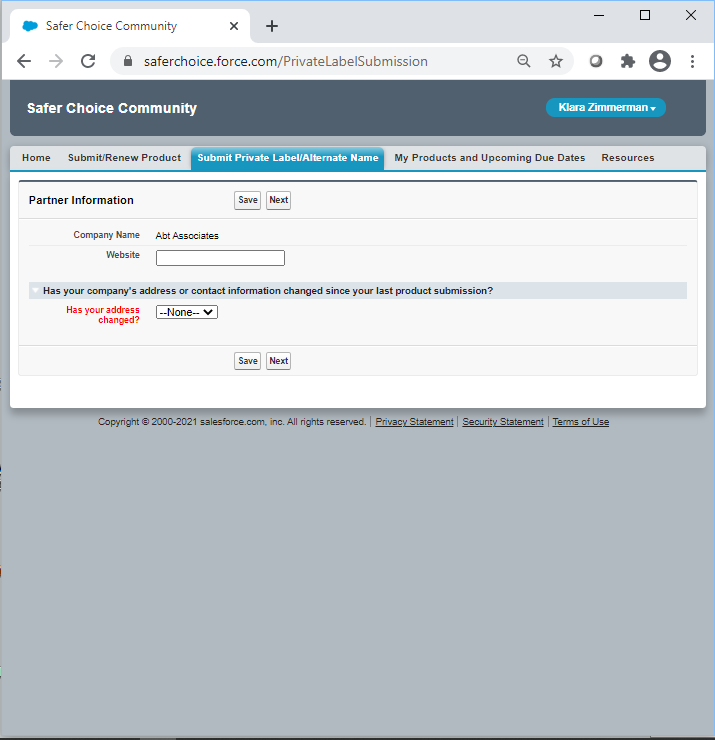 Safer Choice Community
saferchoice.force.com/PrivateLabelSubmission
Safer Choice Community
Klara Zimmerman
Home Submit/Renew Product Submit Private Label/Alternate Name My Products and Upcoming Due Dates Resources
Partner Information Save Next
Company Name Abt Associates
Website
Has your company's address or contact information changed since your last product submission?
Has your address
changed?
--None--
Save Next
Copyright © 2000-2021 salesforce.com, inc. All rights reserved. | Privacy Statement | Security Statement | Terms of Use